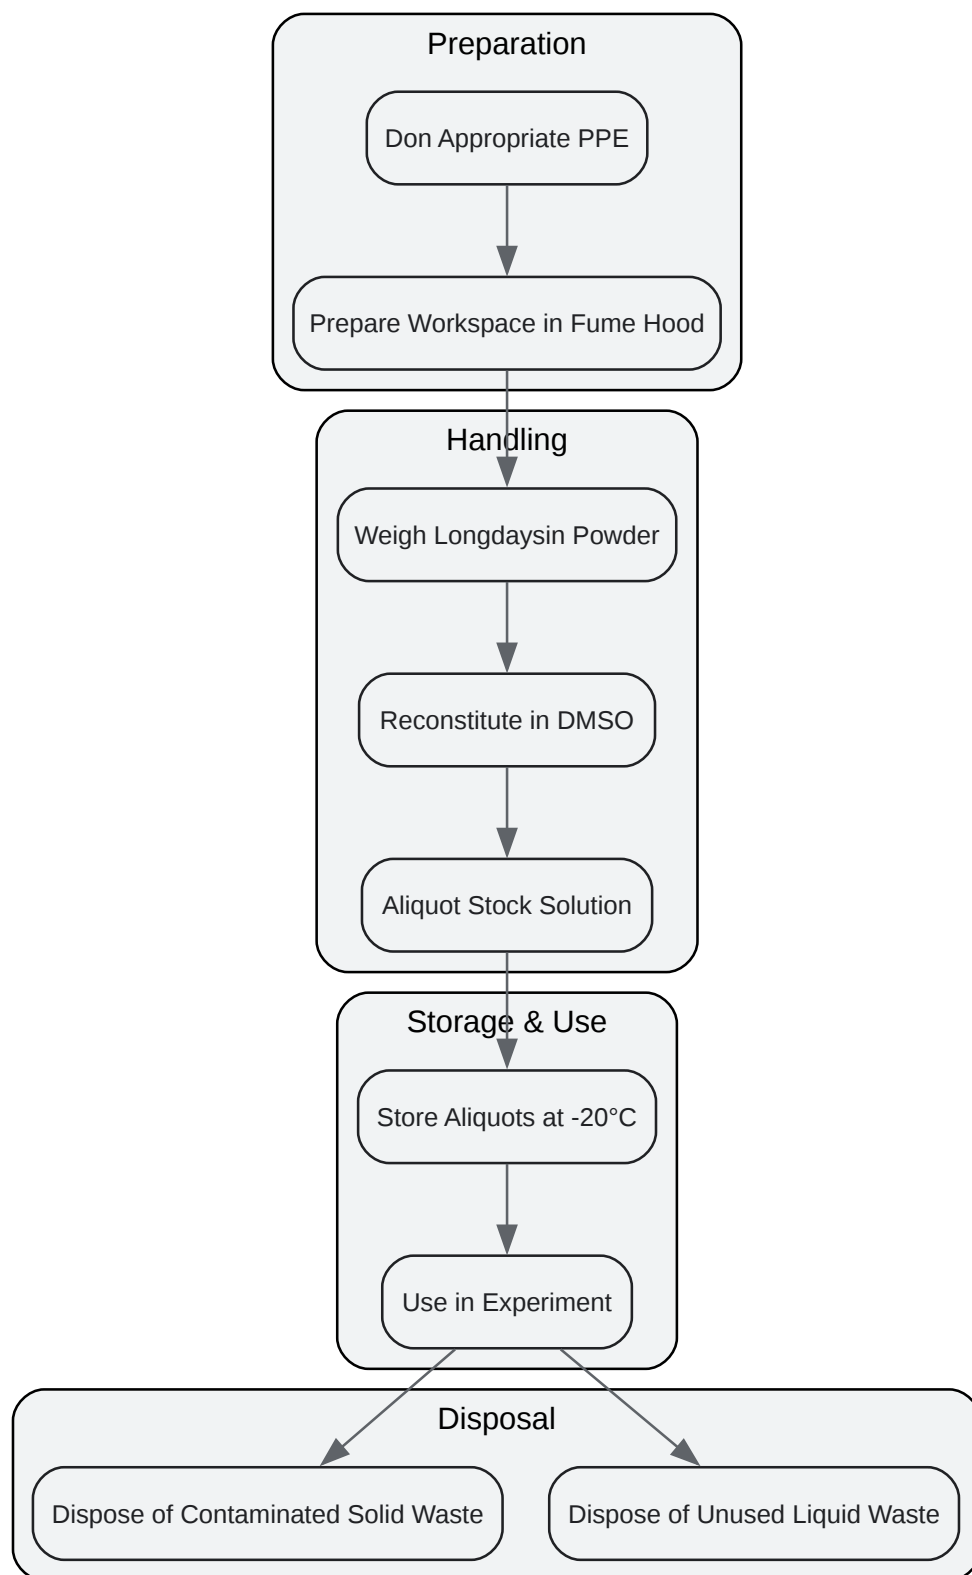 Preparation
Don Appropriate PPE
Prepare Workspace in Fume Hood
Handling
Weigh Longdaysin Powder
Reconstitute in DMSO
Aliquot Stock Solution
Storage & Use
Store Aliquots at -20°C
Use in Experiment
Disposal
Dispose of Contaminated Solid Waste
Dispose of Unused Liquid Waste